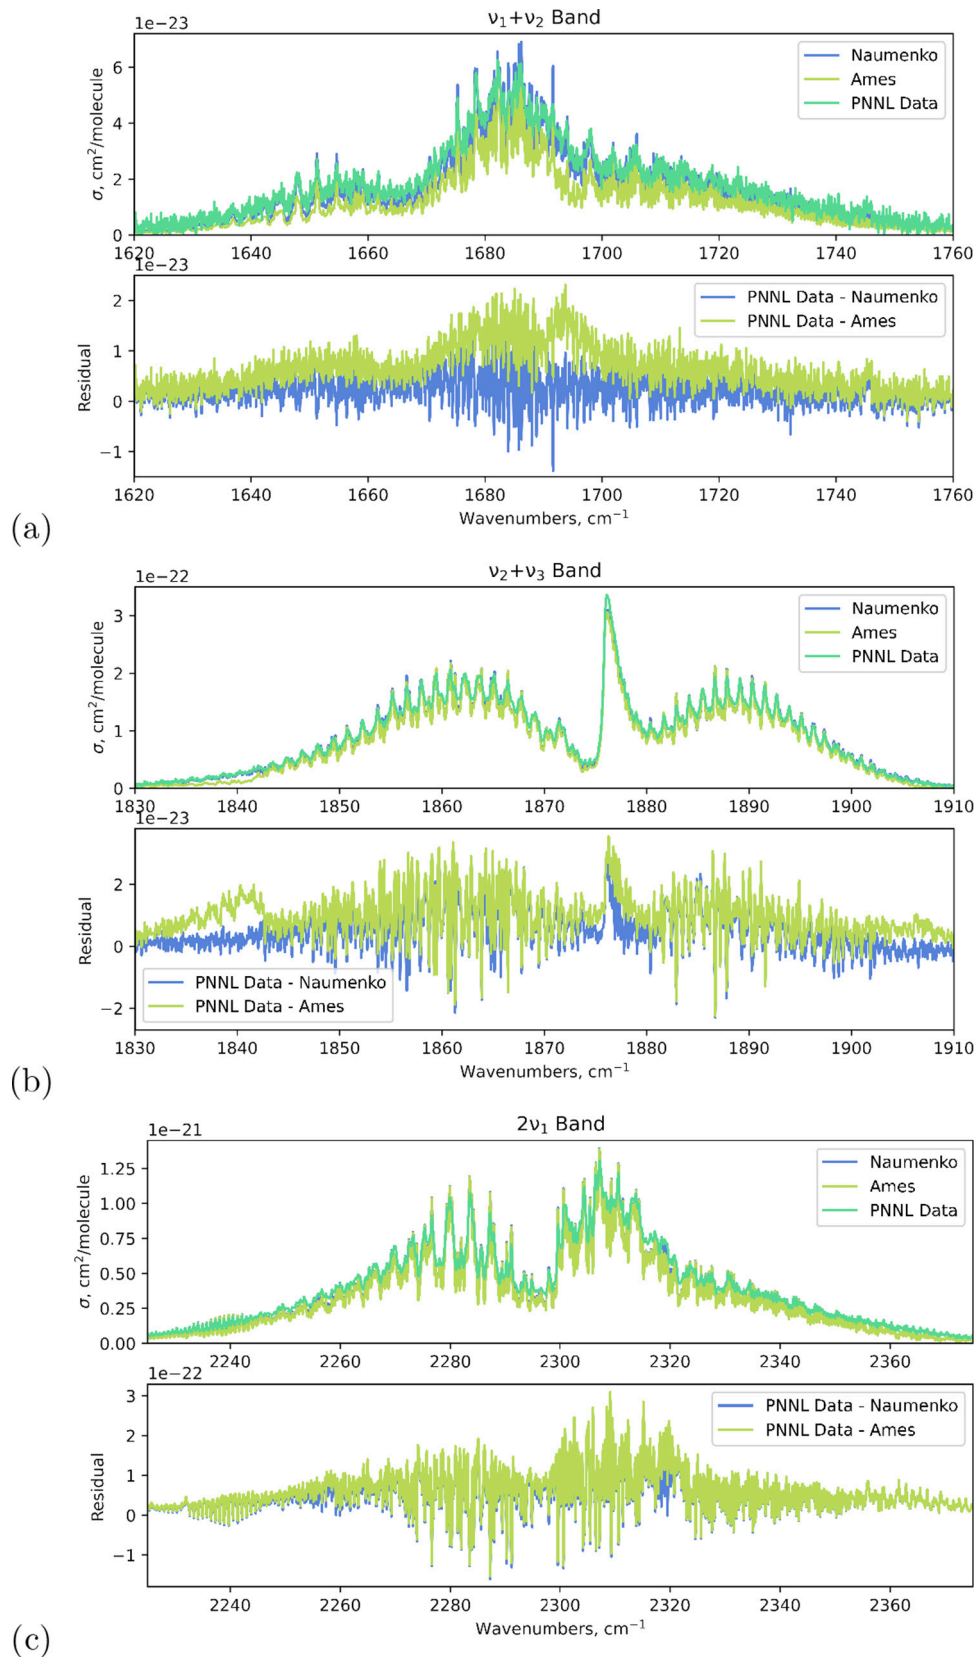 ν₁+ν₂ Band
1e−23
Naumenko
Ames
PNNL Data
6
4
2
0
σ, cm²/molecule
1620 1640 1660 1680 1700 1720 1740 1760
1e−23
PNNL Data - Naumenko
PNNL Data - Ames
2
1
0
−1
Residual
1620 1640 1660 1680 1700 1720 1740 1760
Wavenumbers, cm⁻¹
(a)
ν₂+ν₃ Band
1e−22
Naumenko
Ames
PNNL Data
3
2
1
0
σ, cm²/molecule
1830 1840 1850 1860 1870 1880 1890 1900 1910
1e−23
2
0
−2
Residual
PNNL Data - Naumenko
PNNL Data - Ames
1830 1840 1850 1860 1870 1880 1890 1900 1910
Wavenumbers, cm⁻¹
(b)
2ν₁ Band
1e−21
Naumenko
Ames
PNNL Data
1.25
1.00
0.75
0.50
0.25
0.00
σ, cm²/molecule
2240 2260 2280 2300 2320 2340 2360
1e−22
PNNL Data - Naumenko
PNNL Data - Ames
3
2
1
0
−1
Residual
2240 2260 2280 2300 2320 2340 2360
Wavenumbers, cm⁻¹
(c)